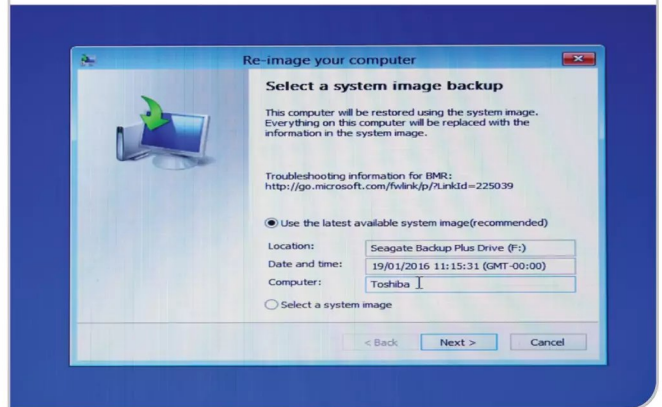 Re-image your computer
Select a system image backup
This computer will be restored using the system image.
Everything on this computer will be replaced with the
information in the system image.
Troubleshooting information for BMR:
http://go.microsoft.com/fwlink/p/?LinkId=225039
Use the latest available system image(recommended)
Location: Seagate Backup Plus Drive (F:)
Date and time: 19/01/2016 11:15:31 (GMT-00:00)
Computer: Toshiba
Select a system image
< Back Next > Cancel